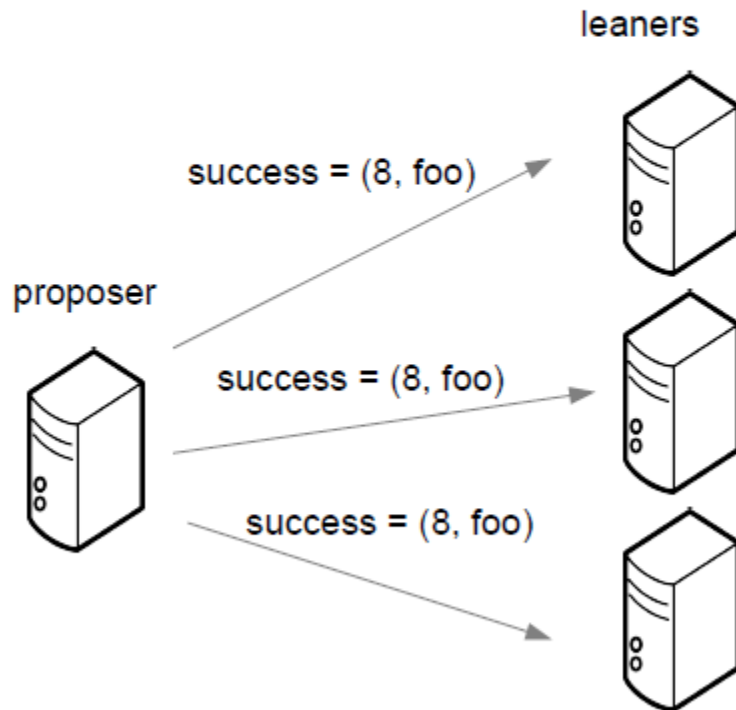 leaners
success = (8, foo)
proposer
success = (8, foo)
success = (8, foo)